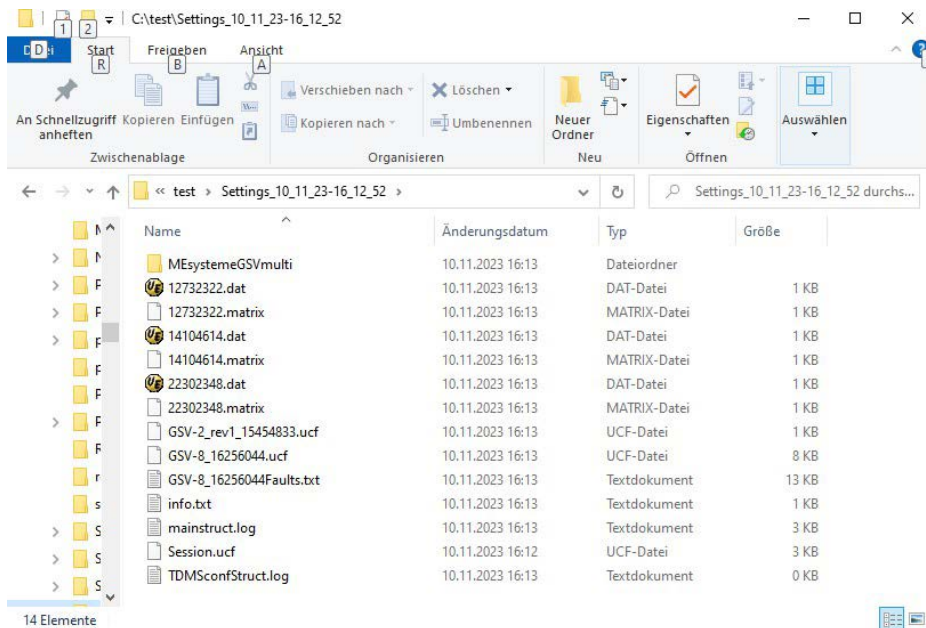 C:\test\Settings_10_11_23-16_12_52
1 2
D Start Freigeben Ansicht
R B A
An Schnellzugriff anheften
Kopieren
Einfügen
Verschieben nach
Kopieren nach
Löschen
Umbenennen
Neuer Ordner
Eigenschaften
Auswählen
Zwischenablage Organisieren Neu Öffnen
« test › Settings_10_11_23-16_12_52 › Settings_10_11_23-16_12_52 durchs...
Name Änderungsdatum Typ Größe
MEsystemeGSVmulti 10.11.2023 16:13 Dateiordner
12732322.dat 10.11.2023 16:13 DAT-Datei 1 KB
12732322.matrix 10.11.2023 16:13 MATRIX-Datei 1 KB
14104614.dat 10.11.2023 16:13 DAT-Datei 1 KB
14104614.matrix 10.11.2023 16:13 MATRIX-Datei 1 KB
22302348.dat 10.11.2023 16:13 DAT-Datei 1 KB
22302348.matrix 10.11.2023 16:13 MATRIX-Datei 1 KB
GSV-2_rev1_15454833.ucf 10.11.2023 16:13 UCF-Datei 1 KB
GSV-8_16256044.ucf 10.11.2023 16:13 UCF-Datei 8 KB
GSV-8_16256044Faults.txt 10.11.2023 16:13 Textdokument 13 KB
info.txt 10.11.2023 16:13 Textdokument 1 KB
mainstruct.log 10.11.2023 16:13 Textdokument 3 KB
Session.ucf 10.11.2023 16:12 UCF-Datei 3 KB
TDMSconfStruct.log 10.11.2023 16:13 Textdokument 0 KB
14 Elemente